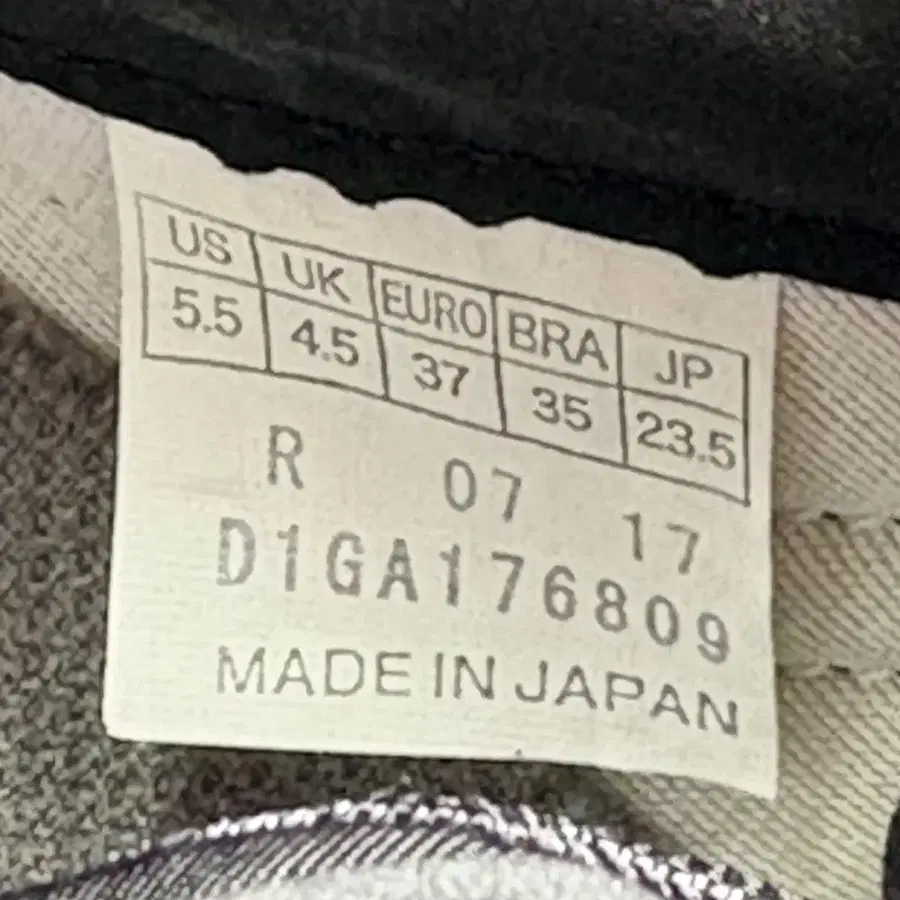 US UK EURO BRA JP
5.5 4.5 37 35 23.5
R 07 17
D1GA176809
MADE IN JAPAN